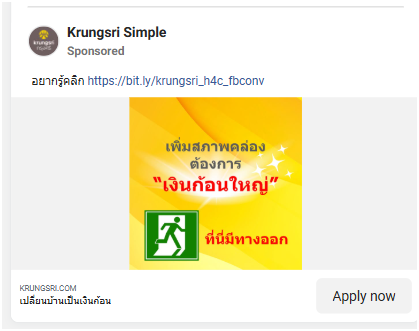 Krungsri Simple
Sponsored
krungsri
อยากรู้คลิก https://bit.ly/krungsri_h4c_fbconv
เพิ่มสภาพคล่อง
ต้องการ
"เงินก้อนใหญ่"
ที่นี่มีทางออก
KRUNGSRI.COM
เปลี่ยนบ้านเป็นเงินก้อน
Apply now